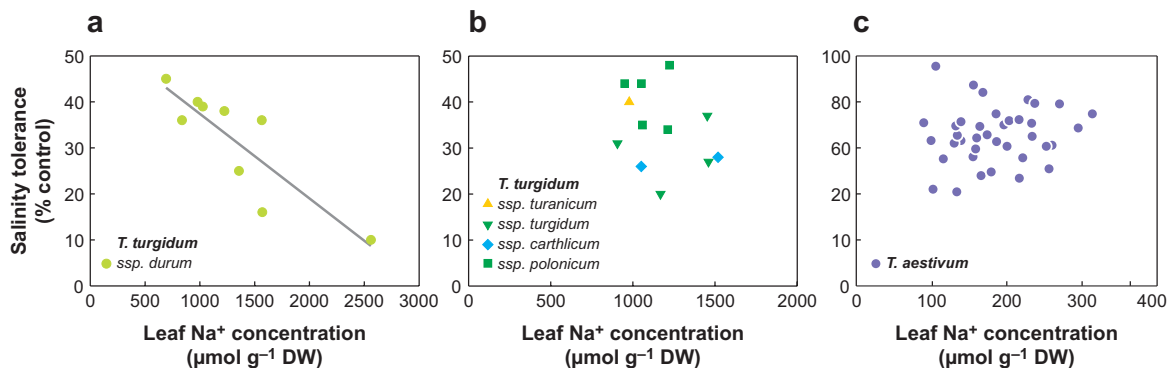 a
b
c
Salinity tolerance
(% control)
50
40
30
20
10
0
T. turgidum
ssp. durum
0
500
1000
1500
2000
2500
3000
Leaf Na⁺ concentration
(µmol g⁻¹ DW)
50
40
30
20
10
0
T. turgidum
ssp. turanicum
ssp. turgidum
ssp. carthlicum
ssp. polonicum
0
500
1000
1500
2000
Leaf Na⁺ concentration
(µmol g⁻¹ DW)
100
80
60
20
20
0
T. aestivum
0
100
200
300
400
Leaf Na⁺ concentration
(µmol g⁻¹ DW)